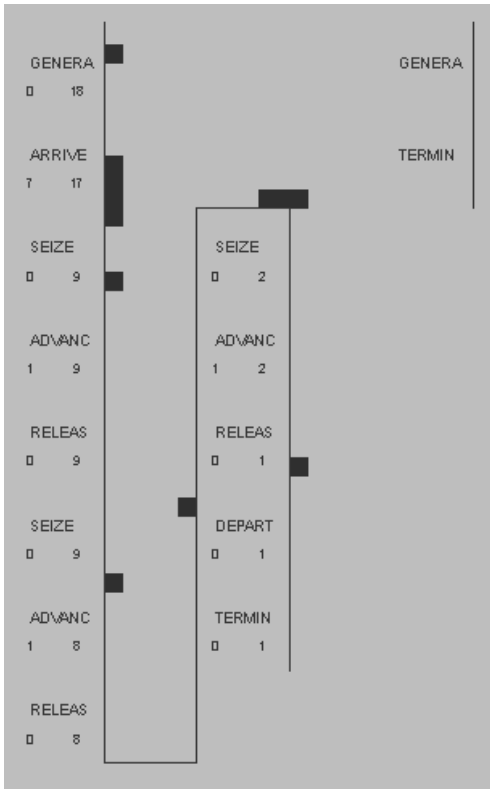 GENERA
0 18
ARRIVE
7 17
SEIZE
0 9
ADVANC
1 9
RELEAS
0 9
SEIZE
0 9
ADVANC
1 8
RELEAS
0 8
SEIZE
0 2
ADVANC
1 2
RELEAS
0 1
DEPART
0 1
TERMIN
0 1
GENERA
TERMIN